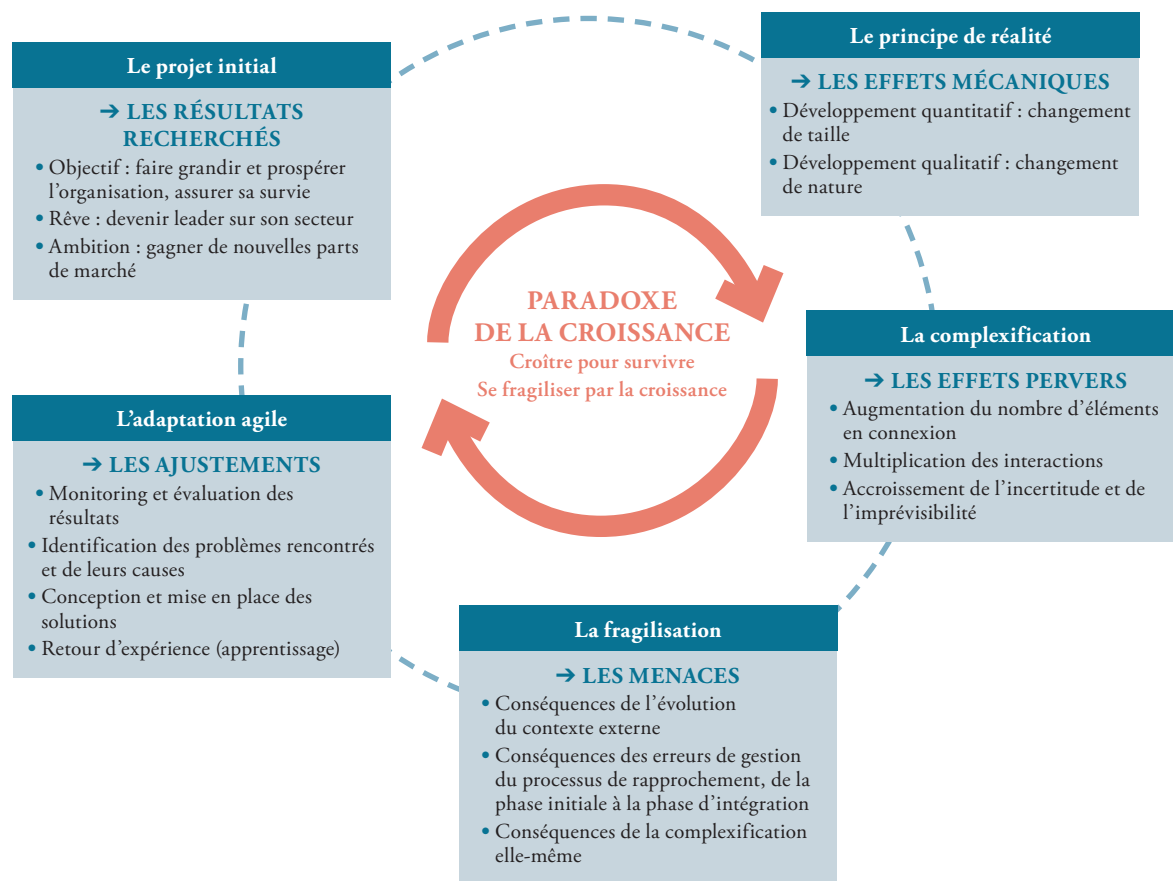 Le projet initial
➔ LES RÉSULTATS
RECHERCHÉS
• Objectif : faire grandir et prospérer
l’organisation, assurer sa survie
• Rêve : devenir leader sur son secteur
• Ambition : gagner de nouvelles parts
de marché
Le principe de réalité
➔ LES EFFETS MÉCANIQUES
• Développement quantitatif : changement
de taille
• Développement qualitatif : changement
de nature
PARADOXE
DE LA CROISSANCE
Croître pour survivre
Se fragiliser par la croissance
La complexification
➔ LES EFFETS PERVERS
• Augmentation du nombre d’éléments
en connexion
• Multiplication des interactions
• Accroissement de l’incertitude et de
l’imprévisibilité
L’adaptation agile
➔ LES AJUSTEMENTS
• Monitoring et évaluation des
résultats
• Identification des problèmes rencontrés
et de leurs causes
• Conception et mise en place des
solutions
• Retour d’expérience (apprentissage)
La fragilisation
➔ LES MENACES
• Conséquences de l’évolution
du contexte externe
• Conséquences des erreurs de gestion
du processus de rapprochement, de la
phase initiale à la phase d’intégration
• Conséquences de la complexification
elle-même